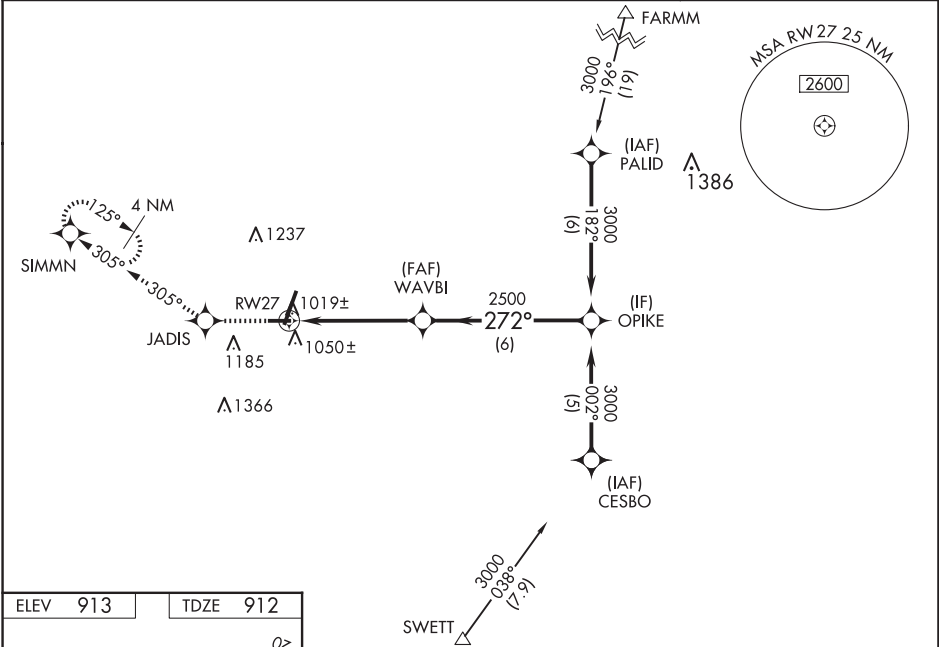 FARMM
MSA RW27 25 NM
2600
3000
196°
(16)
(IAF)
PALID
1386
125°
4 NM
1237
SIMMN
305°
305°
3000
182°
(6)
RW27
1019±
(FAF)
WAVBI
2500
272°
(6)
(IF)
OPIKE
JADIS
1185
1050±
1366
3000
002°
(5)
(IAF)
CESBO
3000
038°
(7.9)
SWETT
ELEV 913
TDZE 912